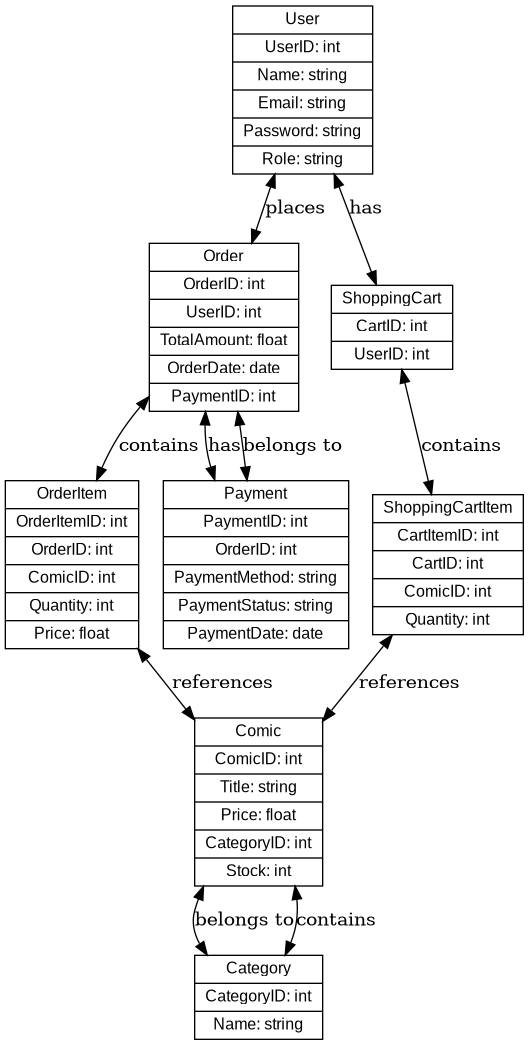 User
UserID: int
Name: string
Email: string
Password: string
Role: string
places
has
Order
OrderID: int
UserID: int
TotalAmount: float
OrderDate: date
PaymentID: int
ShoppingCart
CartID: int
UserID: int
contains
has
belongs to
contains
OrderItem
OrderItemID: int
OrderID: int
ComicID: int
Quantity: int
Price: float
Payment
PaymentID: int
OrderID: int
PaymentMethod: string
PaymentStatus: string
PaymentDate: date
ShoppingCartItem
CartItemID: int
CartID: int
ComicID: int
Quantity: int
references
references
Comic
ComicID: int
Title: string
Price: float
CategoryID: int
Stock: int
belongs to
contains
Category
CategoryID: int
Name: string